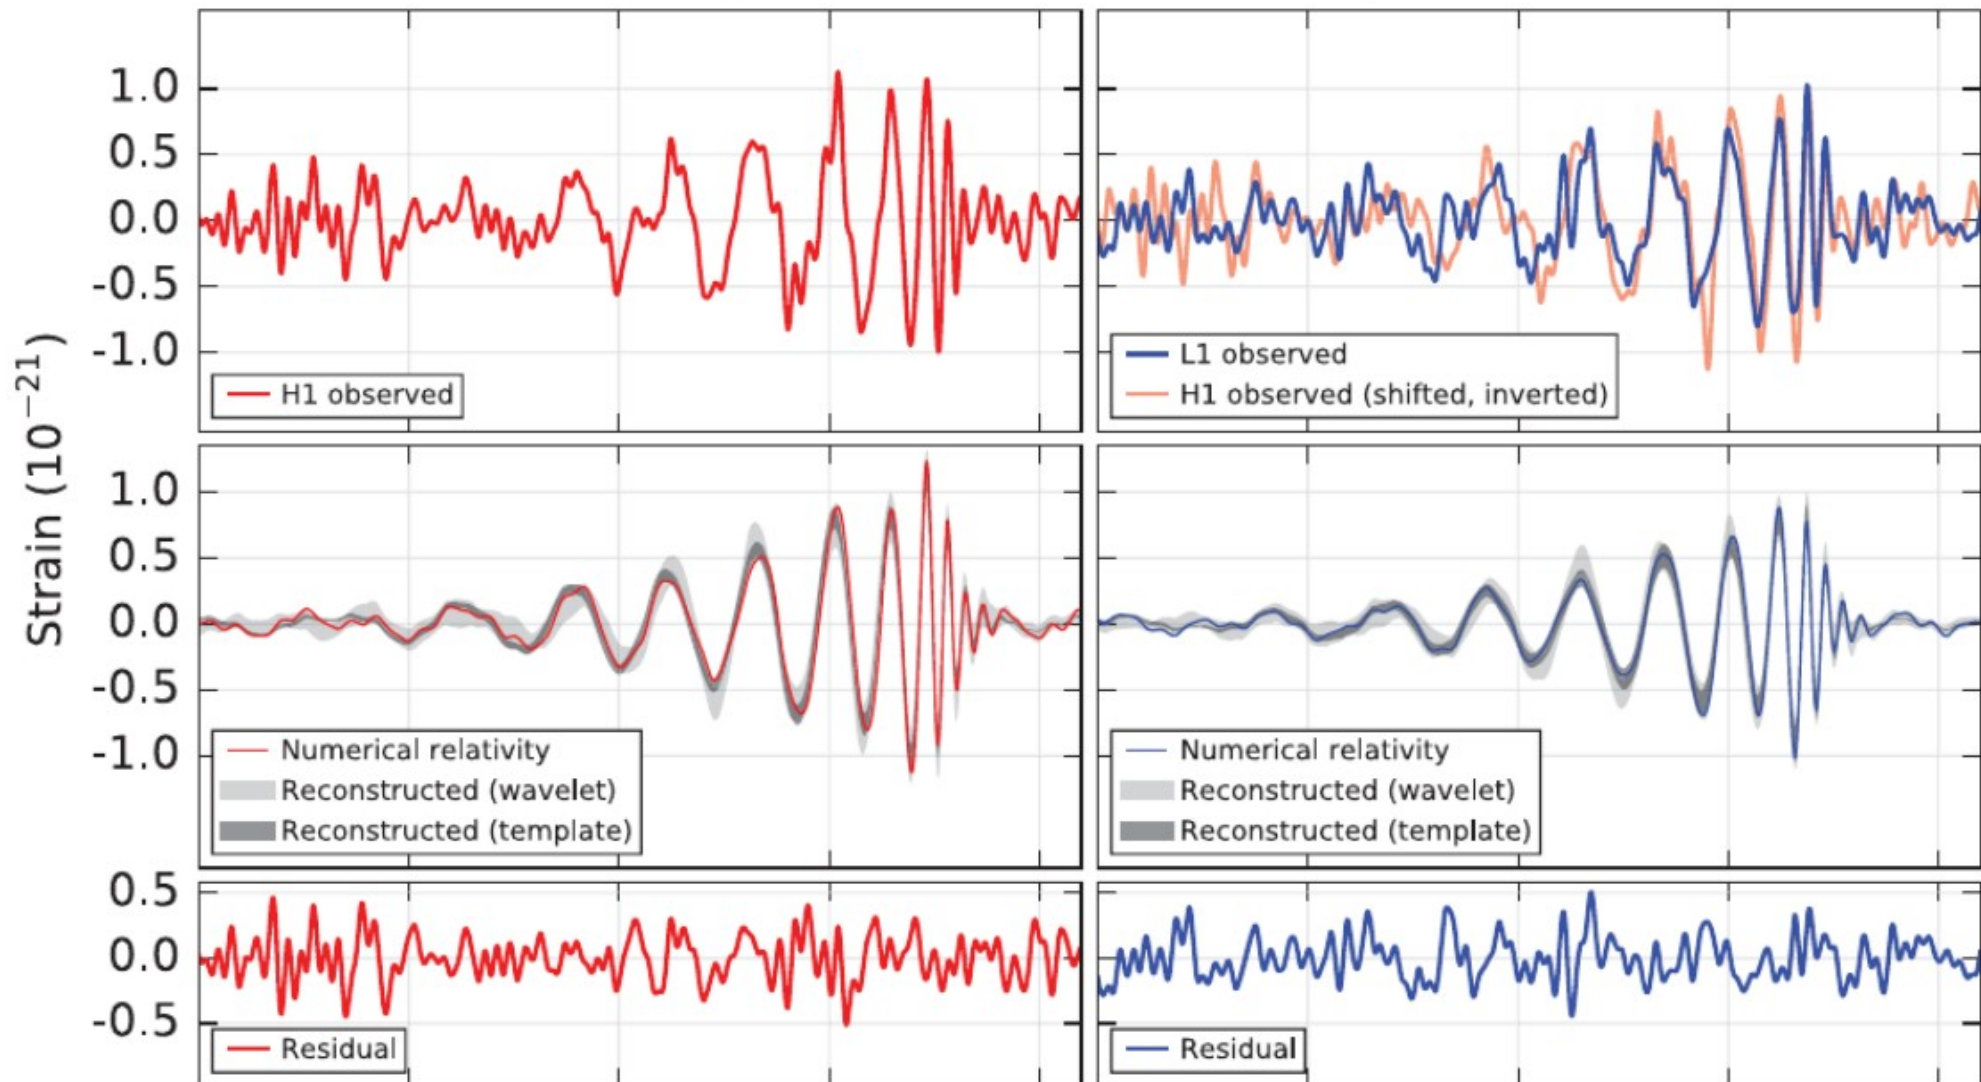 Strain (10⁻²¹)
1.0
0.5
0.0
-0.5
-1.0
H1 observed
L1 observed
H1 observed (shifted, inverted)
1.0
0.5
0.0
-0.5
-1.0
Numerical relativity
Reconstructed (wavelet)
Reconstructed (template)
Numerical relativity
Reconstructed (wavelet)
Reconstructed (template)
0.5
0.0
-0.5
Residual
Residual